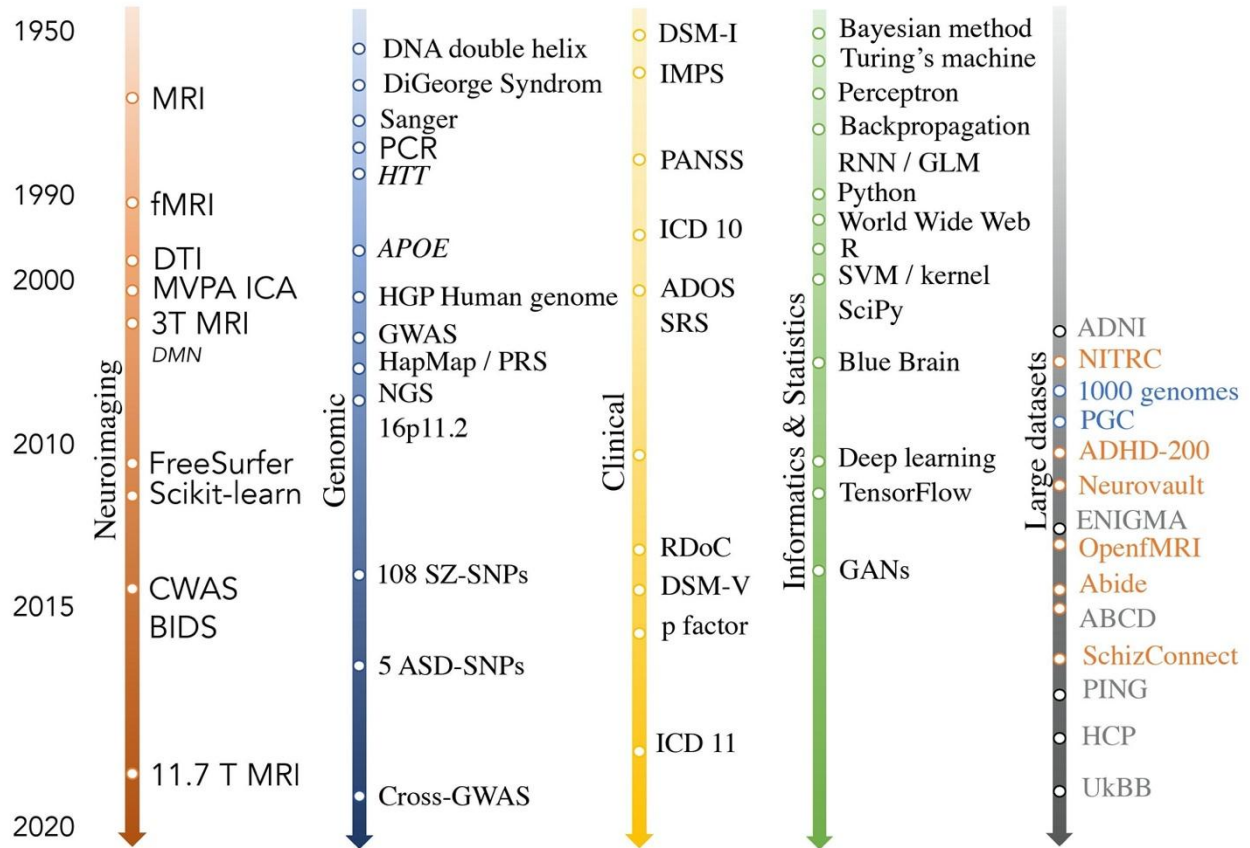 1950
1990
2000
2010
2015
2020
Neuroimaging
MRI
fMRI
DTI
MVPA ICA
3T MRI
DMN
FreeSurfer
Scikit-learn
CWAS
BIDS
11.7 T MRI
Genomic
DNA double helix
DiGeorge Syndrom
Sanger
PCR
HTT
APOE
HGP Human genome
GWAS
HapMap / PRS
NGS
16p11.2
108 SZ-SNPs
5 ASD-SNPs
Cross-GWAS
Clinical
DSM-I
IMPS
PANSS
ICD 10
ADOS
SRS
RDoC
DSM-V
p factor
ICD 11
Informatics & Statistics
Bayesian method
Turing's machine
Perceptron
Backpropagation
RNN / GLM
Python
World Wide Web
R
SVM / kernel
SciPy
Blue Brain
Deep learning
TensorFlow
GANs
Large datasets
ADNI
NITRC
1000 genomes
PGC
ADHD-200
Neurovault
ENIGMA
OpenfMRI
Abide
ABCD
SchizConnect
PING
HCP
UkBB